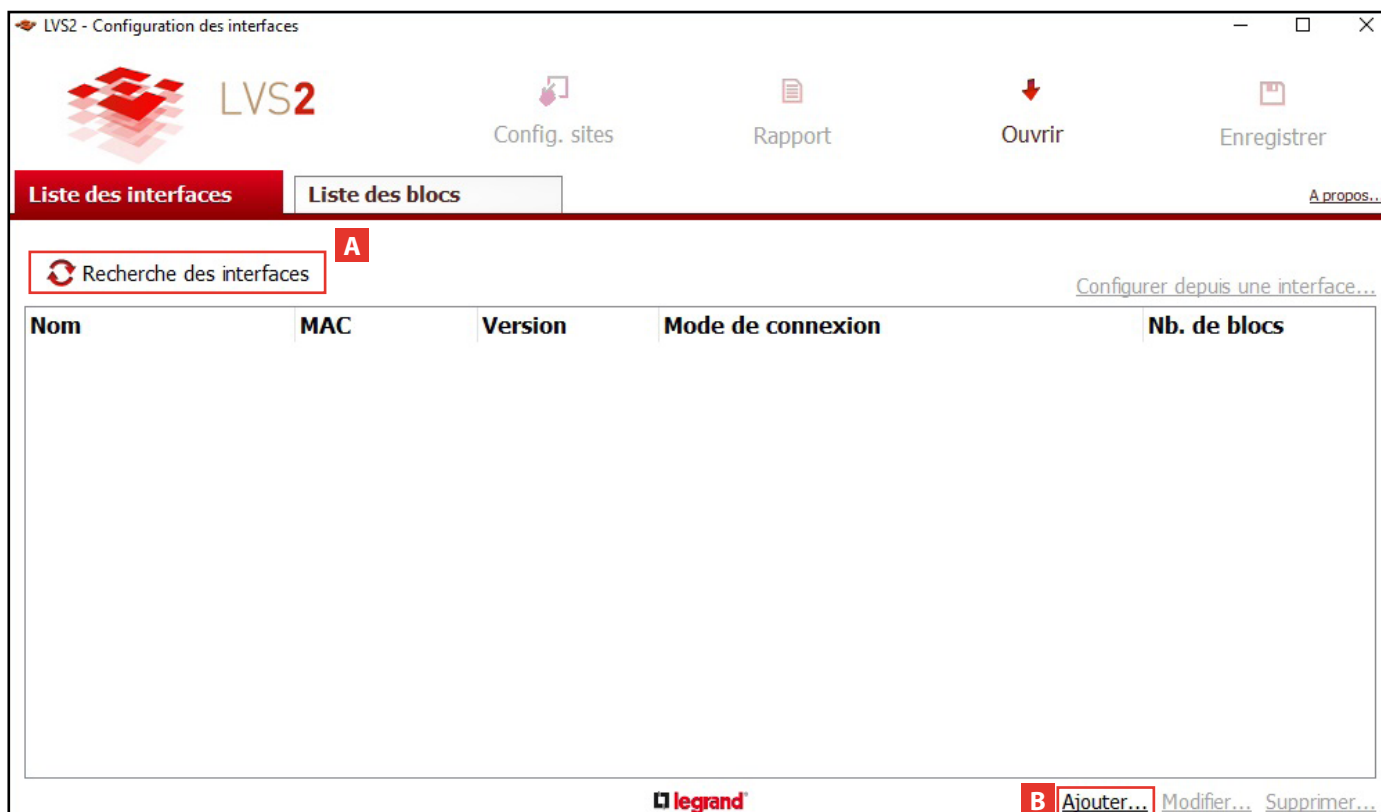 LVS2 - Configuration des interfaces
LVS2
Config. sites
Rapport
Ouvrir
Enregistrer
Liste des interfaces
Liste des blocs
A propos...
A
Recherche des interfaces
Configurer depuis une interface...
Nom MAC Version Mode de connexion Nb. de blocs
legrand
B Ajouter... Modifier... Supprimer...